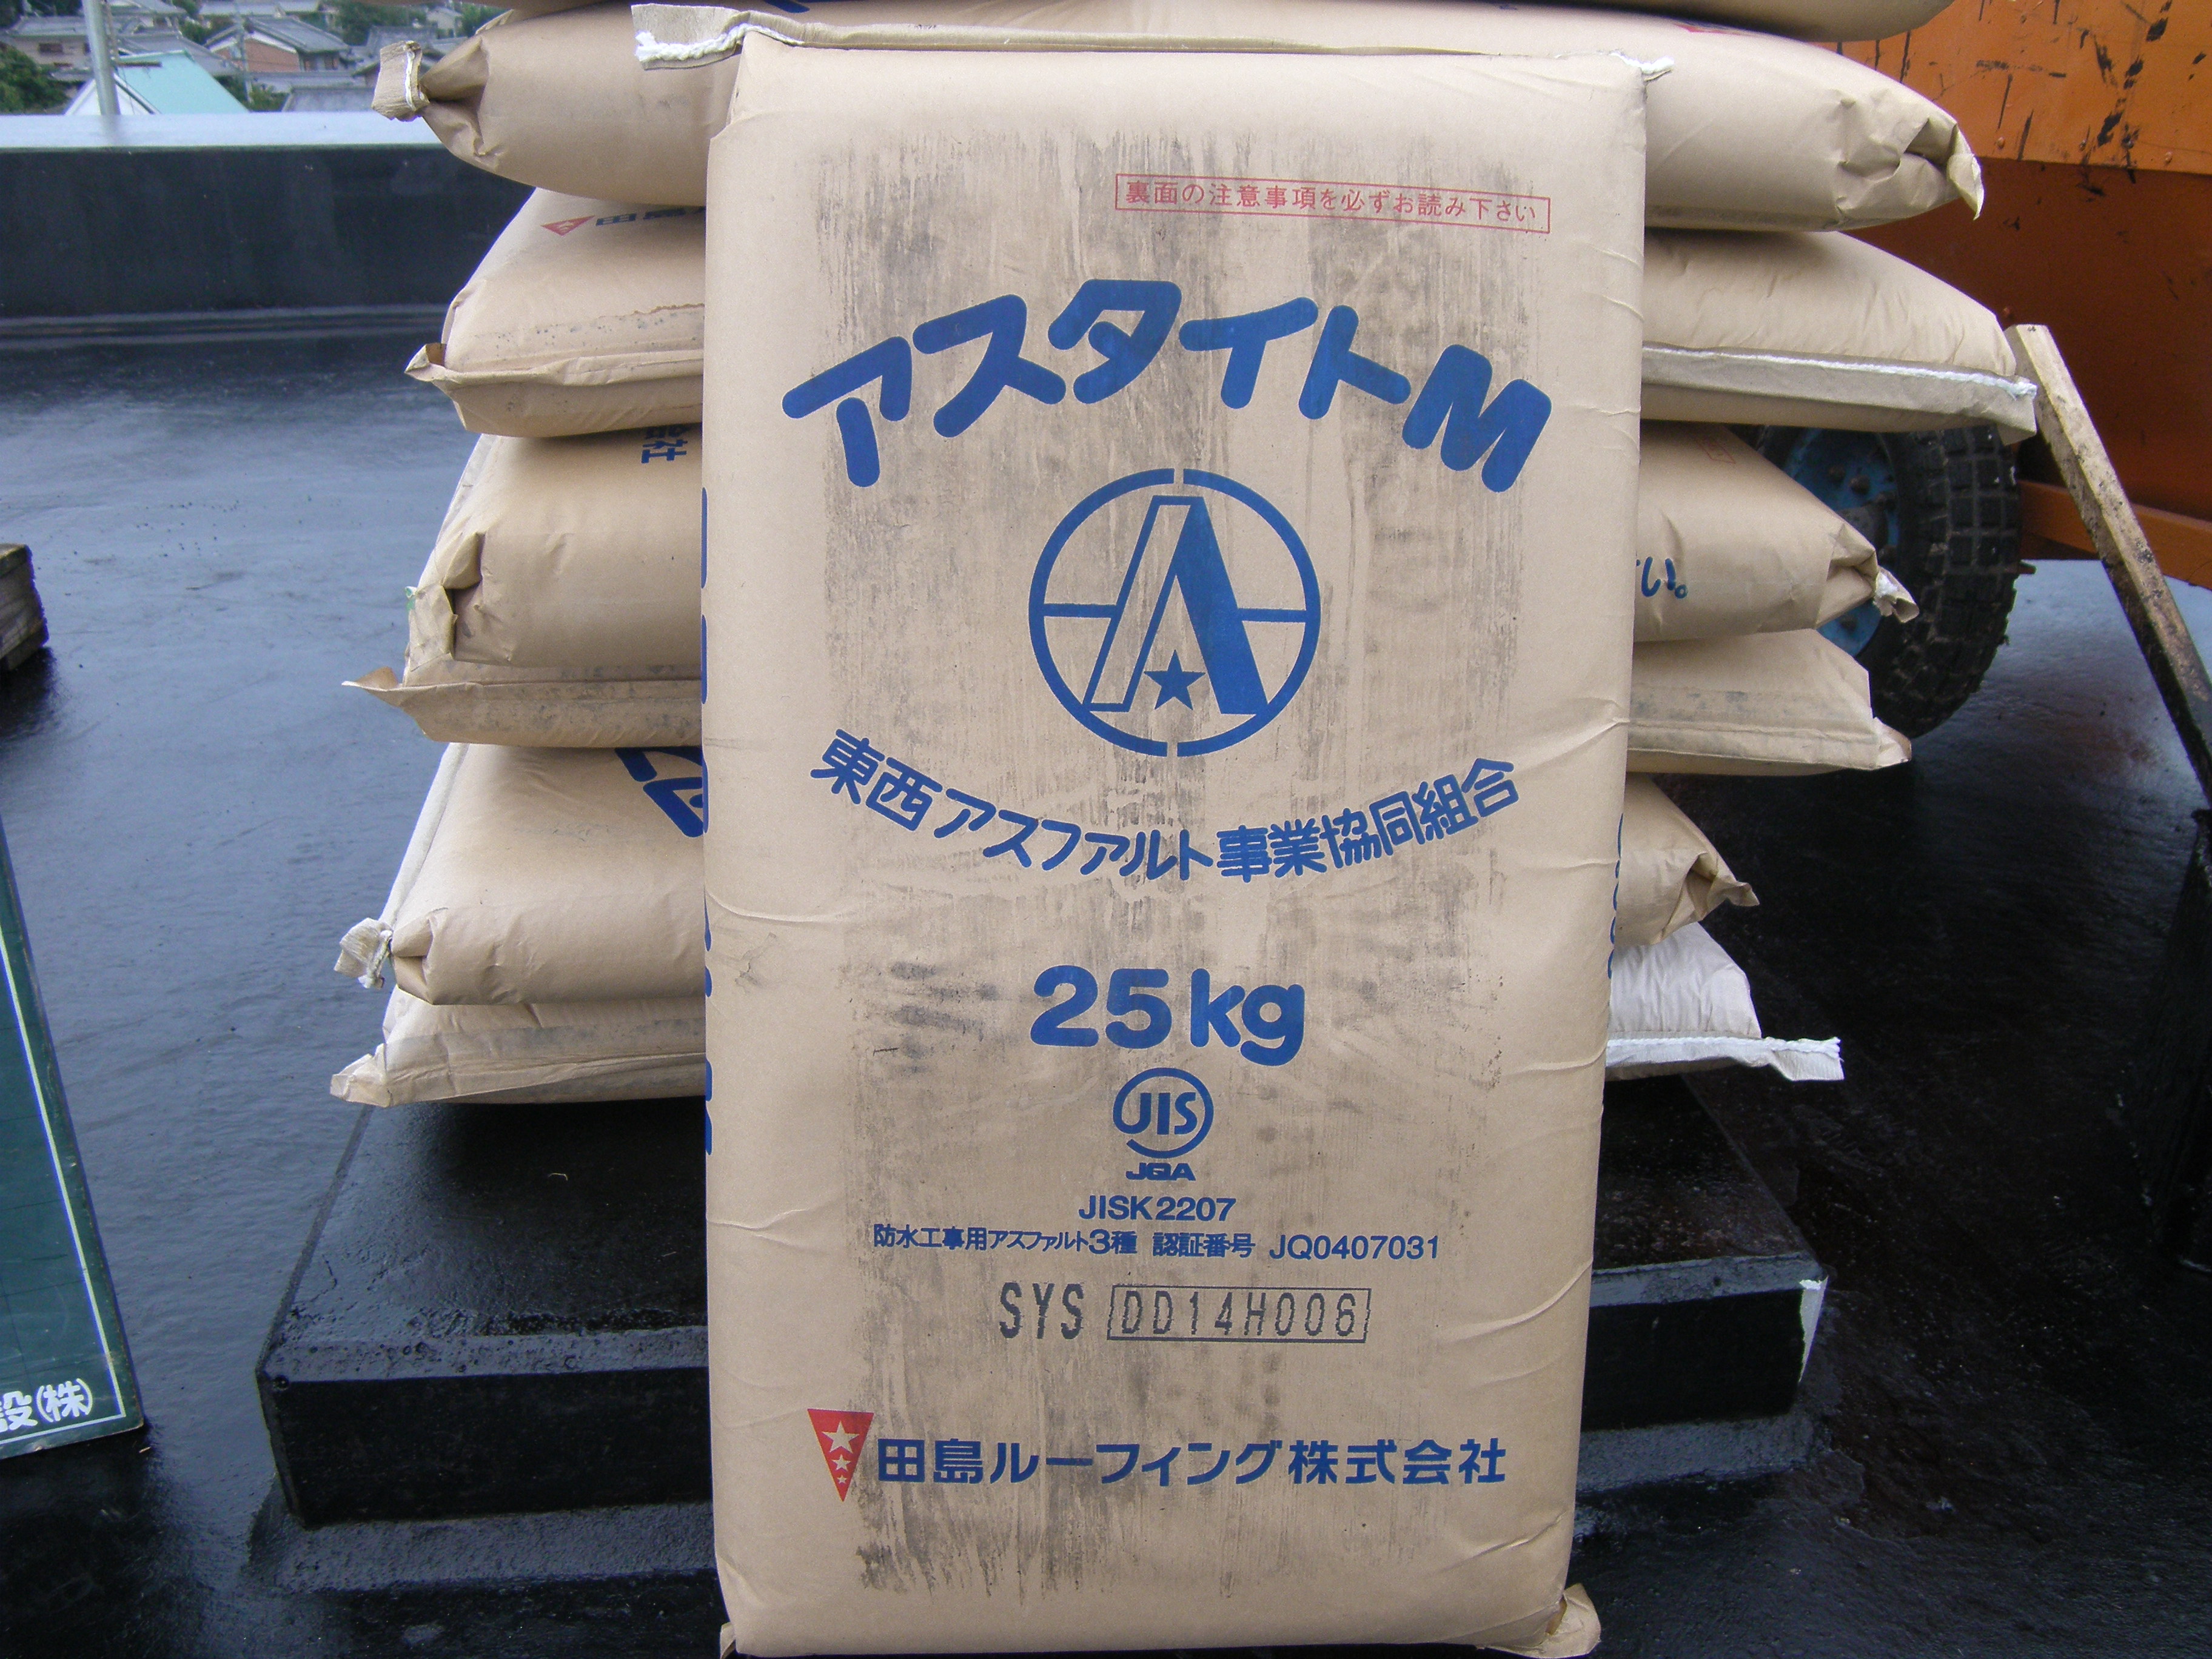 裏面の注意事項を必ずお読み下さい
アスタイトM
東西アスファルト事業協同組合
25kg
JIS
JQA
JISK2207
防水工事用アスファルト3種 認証番号 JQ0407031
SYS DD14H006
田島ルーフィング株式会社
会社
い。
設(株)